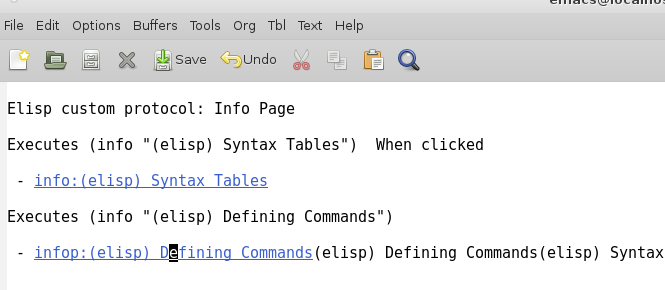 emacs@localhos
File Edit Options Buffers Tools Org Tbl Text Help
Save Undo
Elisp custom protocol: Info Page
Executes (info "(elisp) Syntax Tables")  When clicked
- info:(elisp) Syntax Tables
Executes (info "(elisp) Defining Commands")
- infop:(elisp) Defining Commands(elisp) Defining Commands(elisp) Syntax